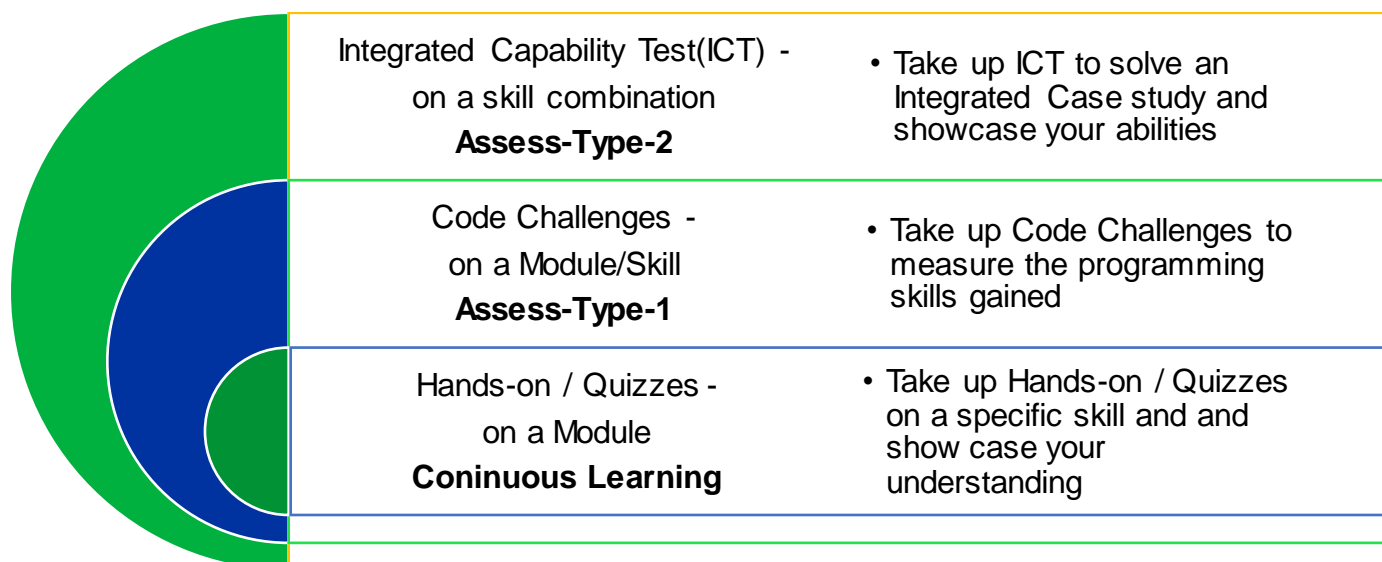 Integrated Capability Test(ICT) -
on a skill combination
Assess-Type-2
• Take up ICT to solve an
Integrated Case study and
showcase your abilities
Code Challenges -
on a Module/Skill
Assess-Type-1
• Take up Code Challenges to
measure the programming
skills gained
Hands-on / Quizzes -
on a Module
Coninuous Learning
• Take up Hands-on / Quizzes
on a specific skill and and
show case your
understanding